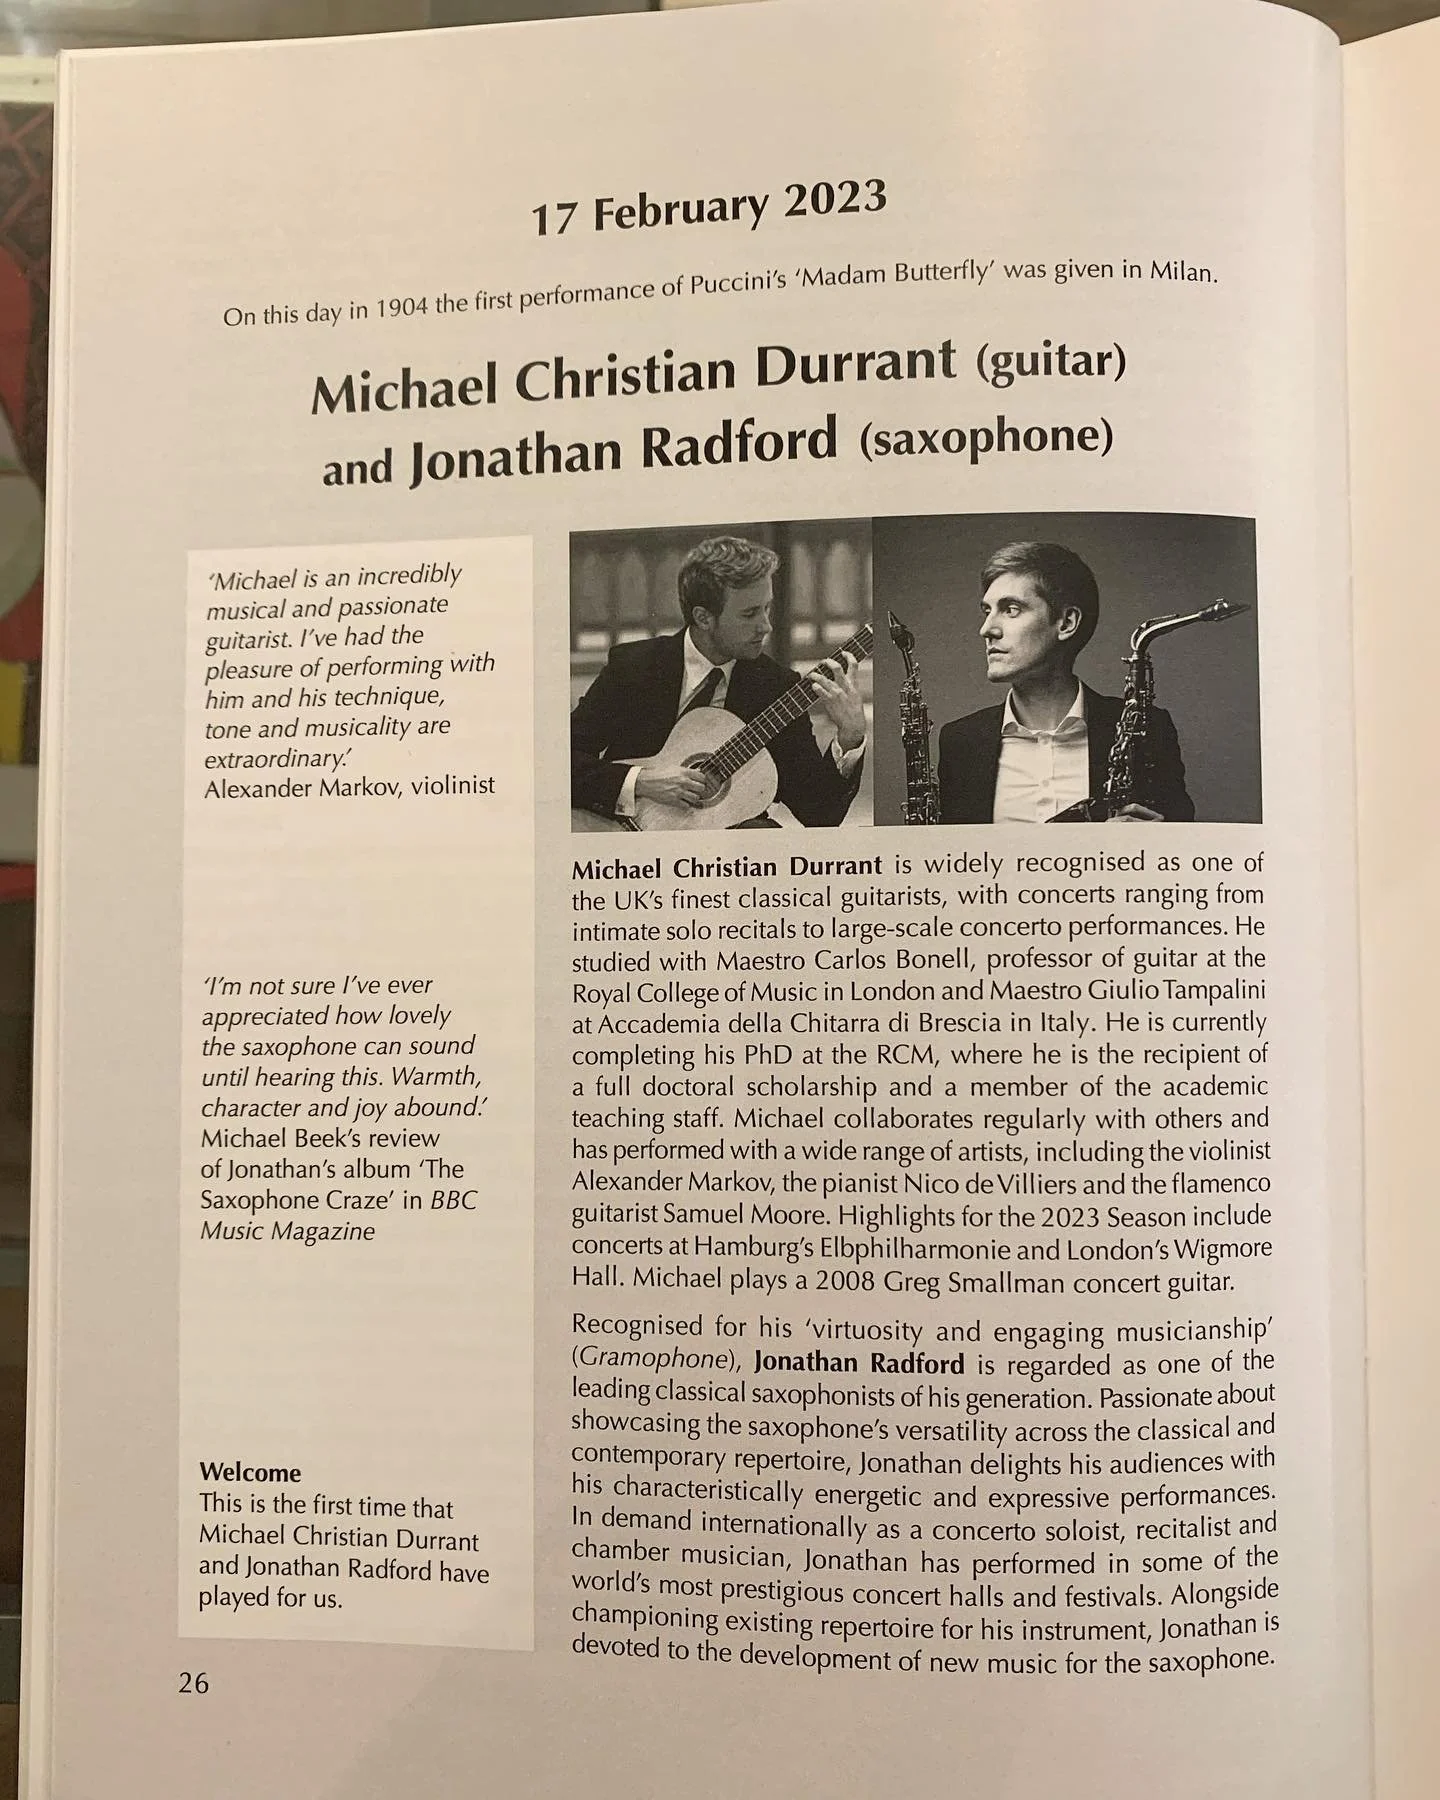 17 February 2023
On this day in 1904 the first performance of Puccini's 'Madam Butterfly' was given in Milan.
Michael Christian Durrant (guitar)
and Jonathan Radford (saxophone)
'Michael is an incredibly
musical and passionate
guitarist. I've had the
pleasure of performing with
him and his technique,
tone and musicality are
extraordinary.'
Alexander Markov, violinist
'I'm not sure I've ever
appreciated how lovely
the saxophone can sound
until hearing this. Warmth,
character and joy abound.'
Michael Beek's review
of Jonathan's album 'The
Saxophone Craze' in BBC
Music Magazine
Welcome
This is the first time that
Michael Christian Durrant
and Jonathan Radford have
played for us.
Michael Christian Durrant is widely recognised as one of
the UK's finest classical guitarists, with concerts ranging from
intimate solo recitals to large-scale concerto performances. He
studied with Maestro Carlos Bonell, professor of guitar at the
Royal College of Music in London and Maestro Giulio Tampalini
at Accademia della Chitarra di Brescia in Italy. He is currently
completing his PhD at the RCM, where he is the recipient of
a full doctoral scholarship and a member of the academic
teaching staff. Michael collaborates regularly with others and
has performed with a wide range of artists, including the violinist
Alexander Markov, the pianist Nico de Villiers and the flamenco
guitarist Samuel Moore. Highlights for the 2023 Season include
concerts at Hamburg's Elbphilharmonie and London's Wigmore
Hall. Michael plays a 2008 Greg Smallman concert guitar.
Recognised for his 'virtuosity and engaging musicianship'
(Gramophone), Jonathan Radford is regarded as one of the
leading classical saxophonists of his generation. Passionate about
showcasing the saxophone's versatility across the classical and
contemporary repertoire, Jonathan delights his audiences with
his characteristically energetic and expressive performances.
In demand internationally as a concerto soloist, recitalist and
chamber musician, Jonathan has performed in some of the
world's most prestigious concert halls and festivals. Alongside
championing existing repertoire for his instrument, Jonathan is
devoted to the development of new music for the saxophone.
26